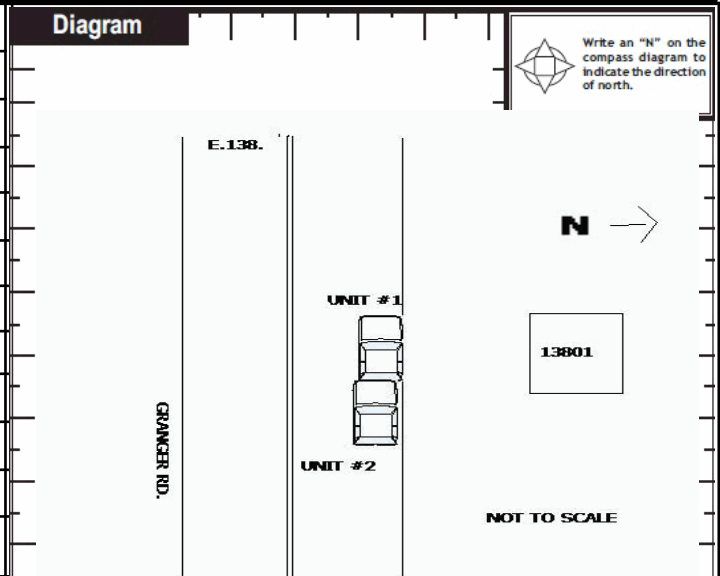 Diagram
Write an “N” on the
compass diagram to
indicate the direction
of north.
E.138.
N
UNIT #1
13801
GRANGER RD.
UNIT #2
NOT TO SCALE